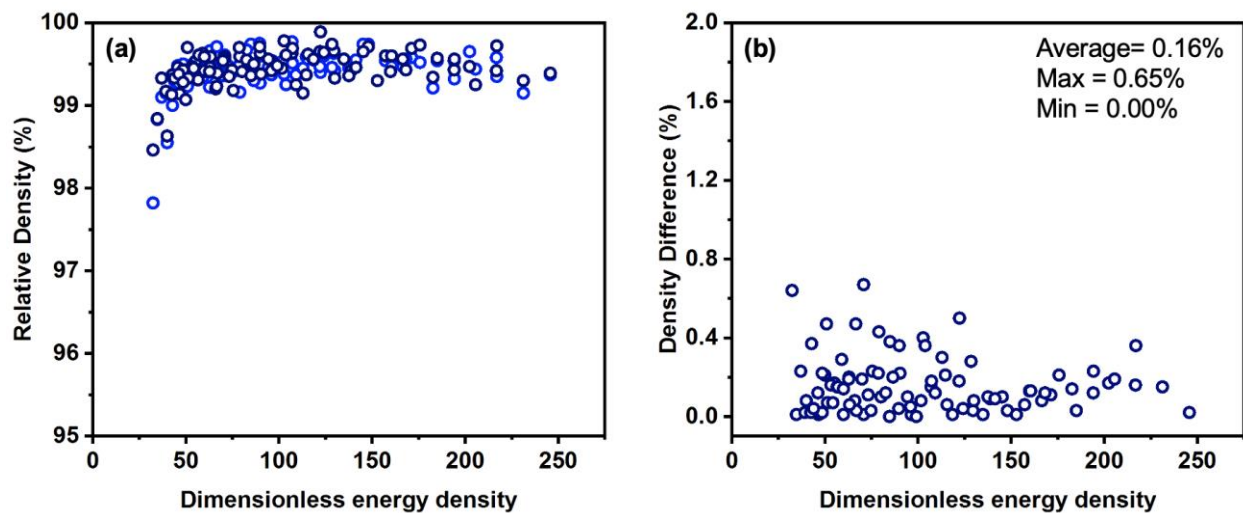 (a)
Relative Density (%)
100
99
98
97
96
95
0 50 100 150 200 250
Dimensionless energy density
(b)
Average= 0.16%
Max = 0.65%
Min = 0.00%
Density Difference (%)
2.0
1.6
1.2
0.8
0.4
0.0
0 50 100 150 200 250
Dimensionless energy density